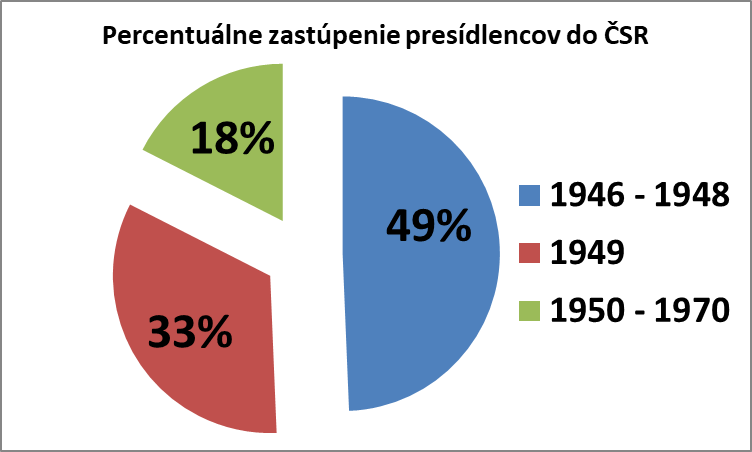 Percentuálne zastúpenie presídlencov do ČSR
18%
49%
33%
1946 - 1948
1949
1950 - 1970